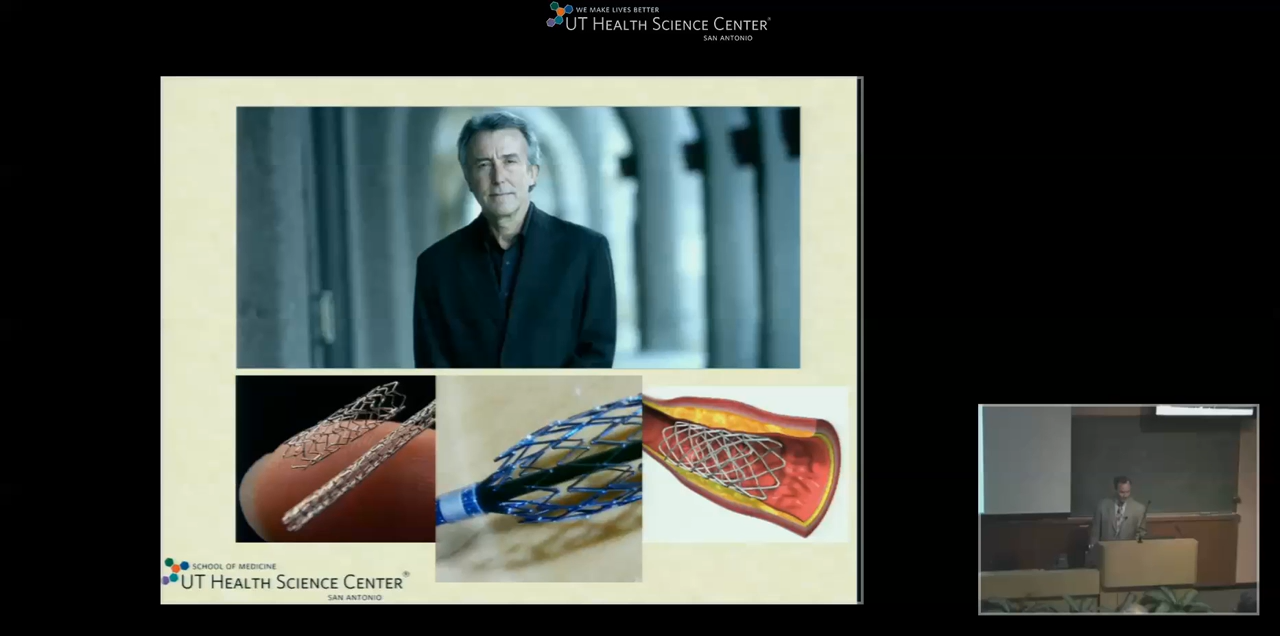 WE MAKE LIVES BETTER
UT HEALTH SCIENCE CENTER®
SAN ANTONIO
SCHOOL OF MEDICINE
UT HEALTH SCIENCE CENTER®
SAN ANTONIO